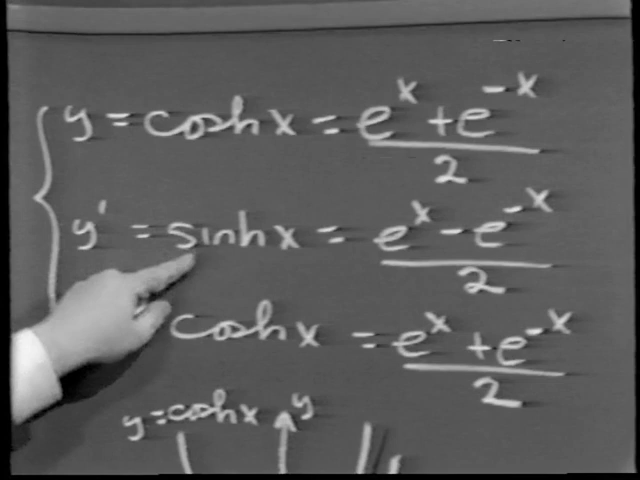 y = cosh x = e^x + e^-x / 2
y' = sinh x = e^x - e^-x / 2
cosh x = e^x + e^-x / 2
y = cosh x y